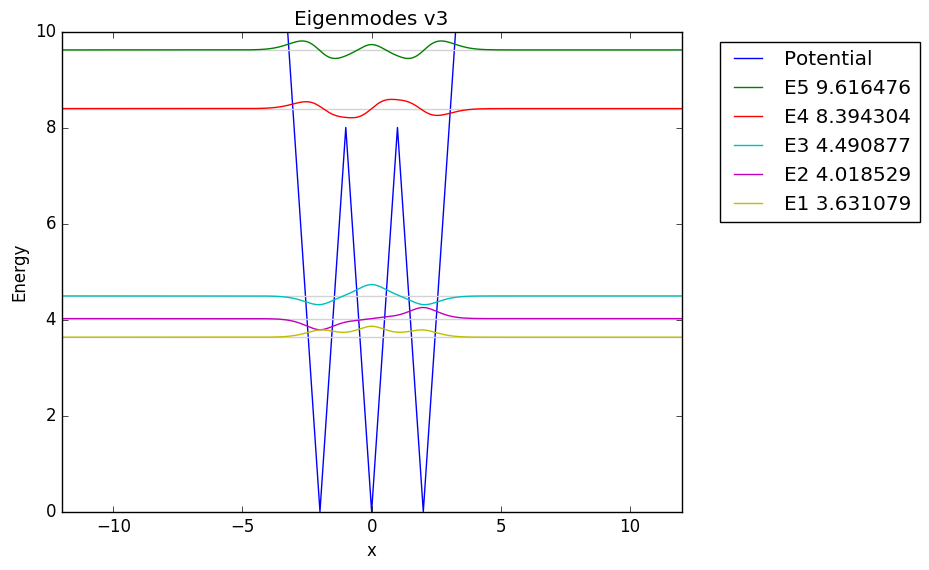 Eigenmodes v3
10
8
6
4
2
0
Energy
−10
−5
0
5
10
x
Potential
E5 9.616476
E4 8.394304
E3 4.490877
E2 4.018529
E1 3.631079